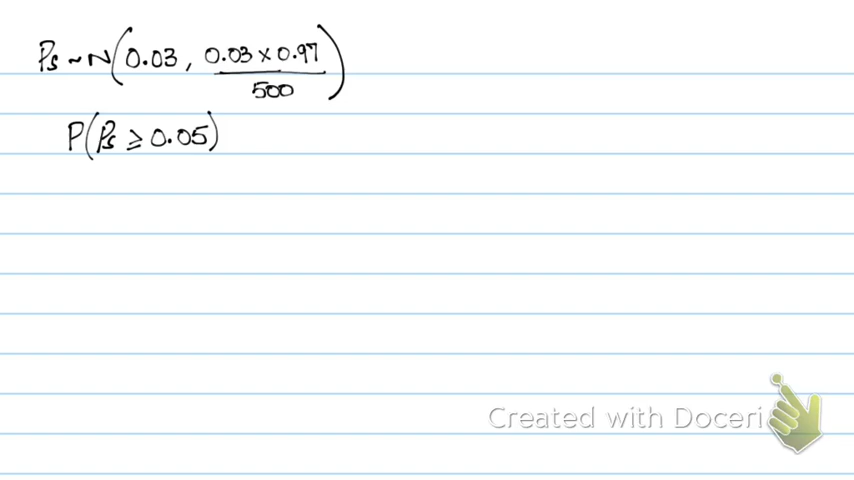 Ps ~ N(0.03, 0.03 × 0.97 / 500)
P(Ps ≥ 0.05)
Created with Doceri